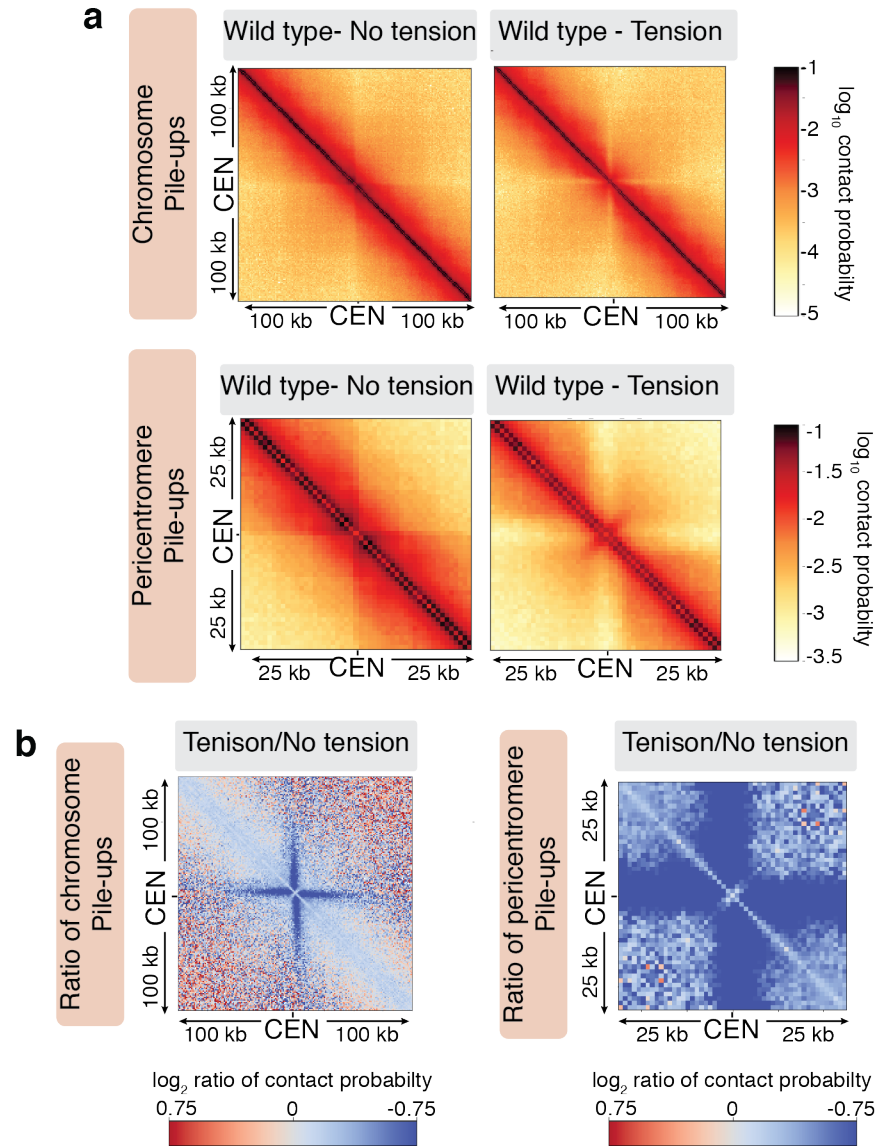 a
Wild type- No tension
Wild type - Tension
Chromosome
Pile-ups
100 kb
CEN
100 kb
100 kb
CEN
100 kb
100 kb
CEN
100 kb
-1
-2
-3
-4
-5
log10 contact probabilty
Wild type- No tension
Wild type - Tension
Pericentromere
Pile-ups
25 kb
CEN
25 kb
25 kb
CEN
25 kb
25 kb
CEN
25 kb
-1
-1.5
-2
-2.5
-3
-3.5
log10 contact probabilty
b
Tenison/No tension
Tenison/No tension
Ratio of chromosome
Pile-ups
100 kb
CEN
100 kb
100 kb
CEN
100 kb
Ratio of pericentromere
Pile-ups
25 kb
CEN
25 kb
25 kb
CEN
25 kb
log2 ratio of contact probabilty
0.75
0
-0.75
log2 ratio of contact probabilty
0.75
0
-0.75